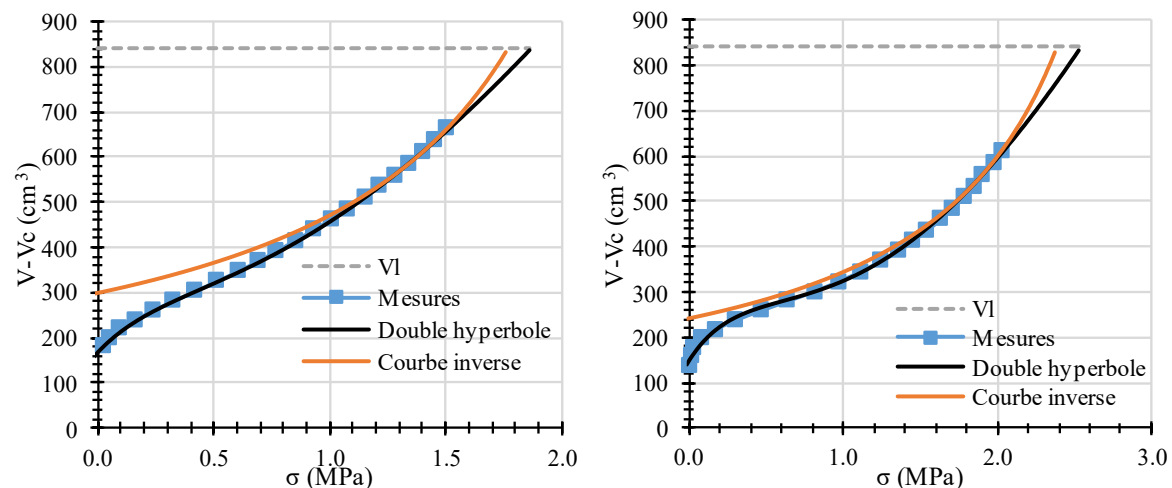 900
800
700
600
500
400
300
200
100
0
V-Vc (cm³)
Vl
Mesures
Double hyperbole
Courbe inverse
0.0 0.5 1.0 1.5 2.0
σ (MPa)
900
800
700
600
500
400
300
200
100
0
V-Vc (cm³)
Vl
Mesures
Double hyperbole
Courbe inverse
0.0 1.0 2.0 3.0
σ (MPa)